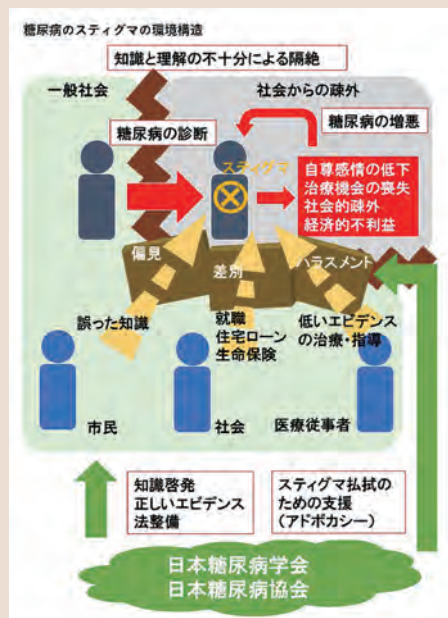 糖尿病のスティグマの環境構造
知識と理解の不十分による隔絶
一般社会
社会からの疎外
糖尿病の診断
糖尿病の増悪
スティグマ
自尊感情の低下
治療機会の喪失
社会的疎外
経済的不利益
偏見
差別
ハラスメント
誤った知識
就職
住宅ローン
生命保険
低いエビデンス
の治療・指導
市民
社会
医療従事者
知識啓発
正しいエビデンス
法整備
スティグマ払拭の
ための支援
（アドボカシー）
日本糖尿病学会
日本糖尿病協会